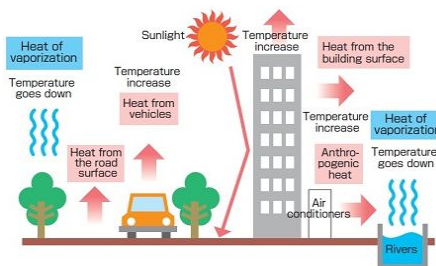 Heat of
vaporization
Temperature
goes down
Sunlight
Temperature
increase
Heat from
vehicles
Heat from
the road
surface
Temperature
increase
Heat from the
building surface
Temperature
increase
Anthro-
pogenic
heat
Air
conditioners
Heat of
vaporization
Temperature
goes down
Rivers